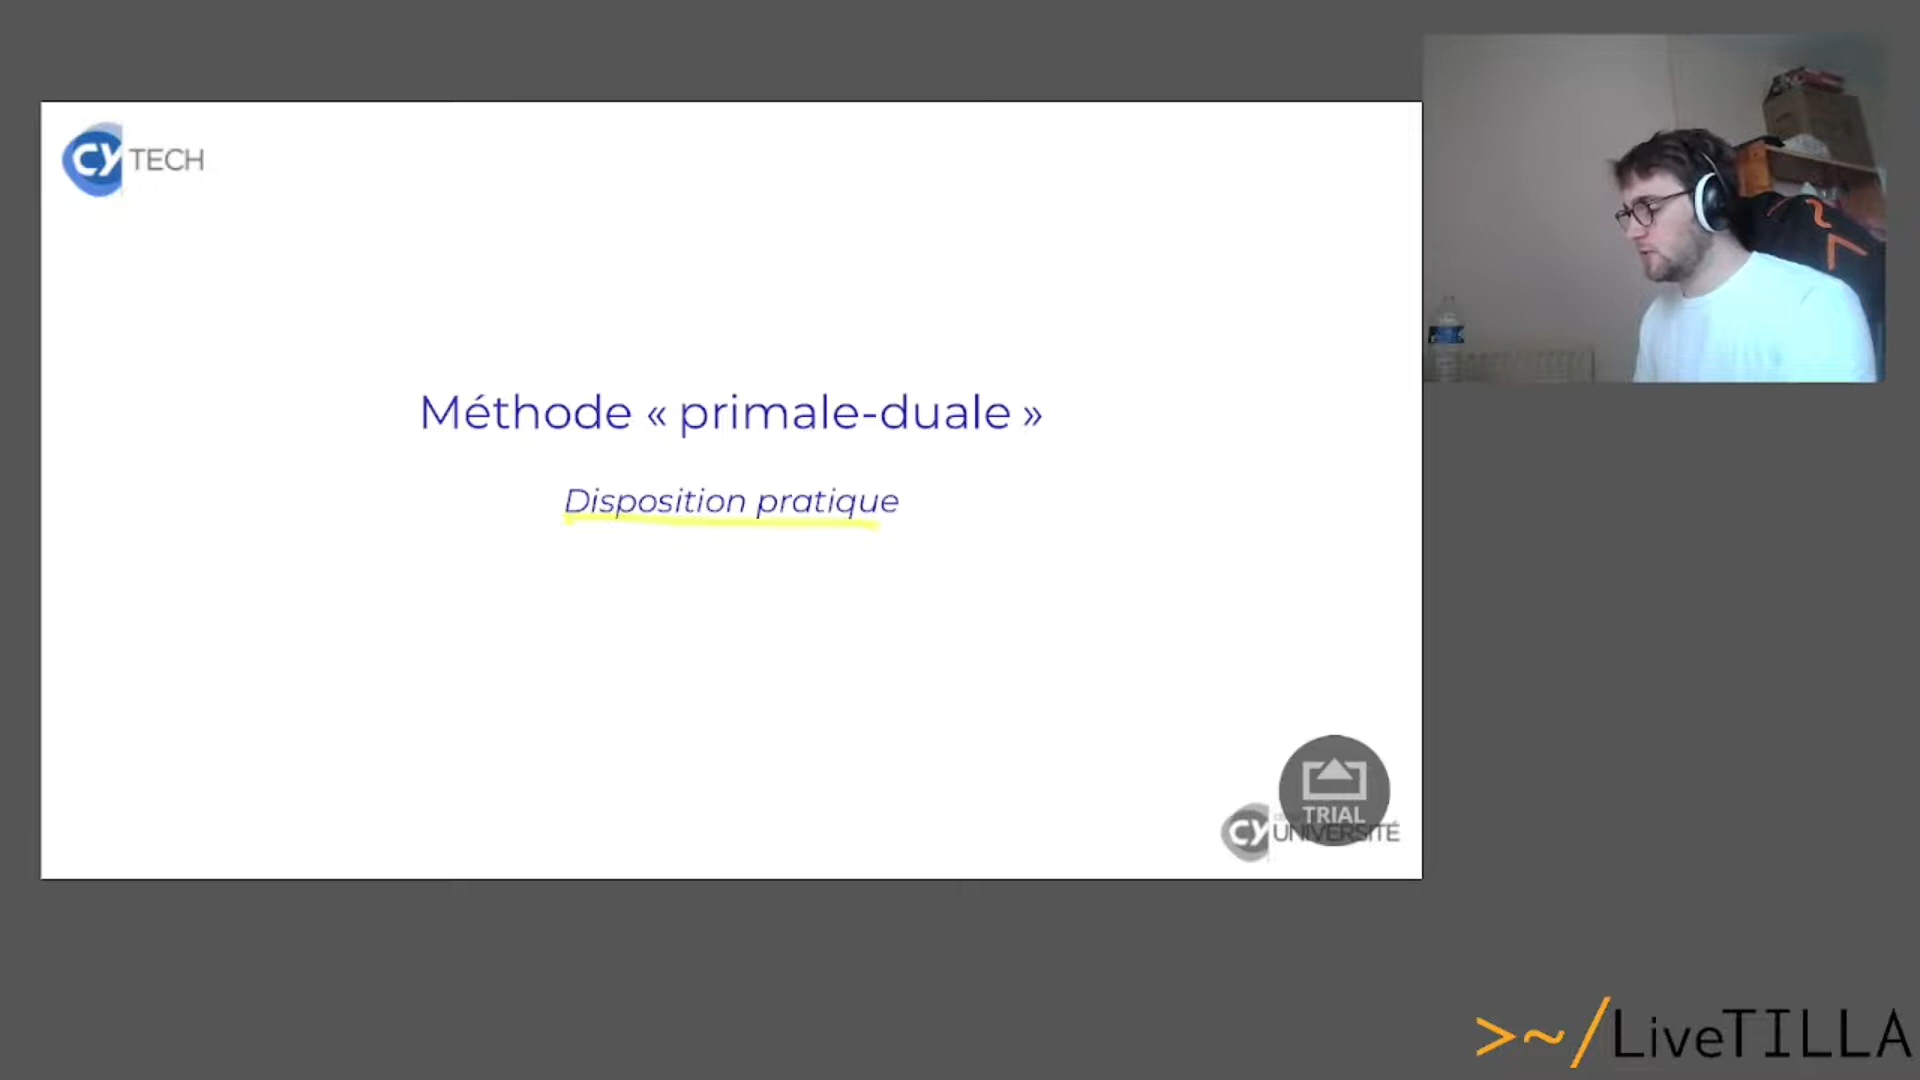 CY TECH
Méthode « primale-duale »
Disposition pratique
TRIAL
CY UNIVERSITÉ
>~/LiveTILLA